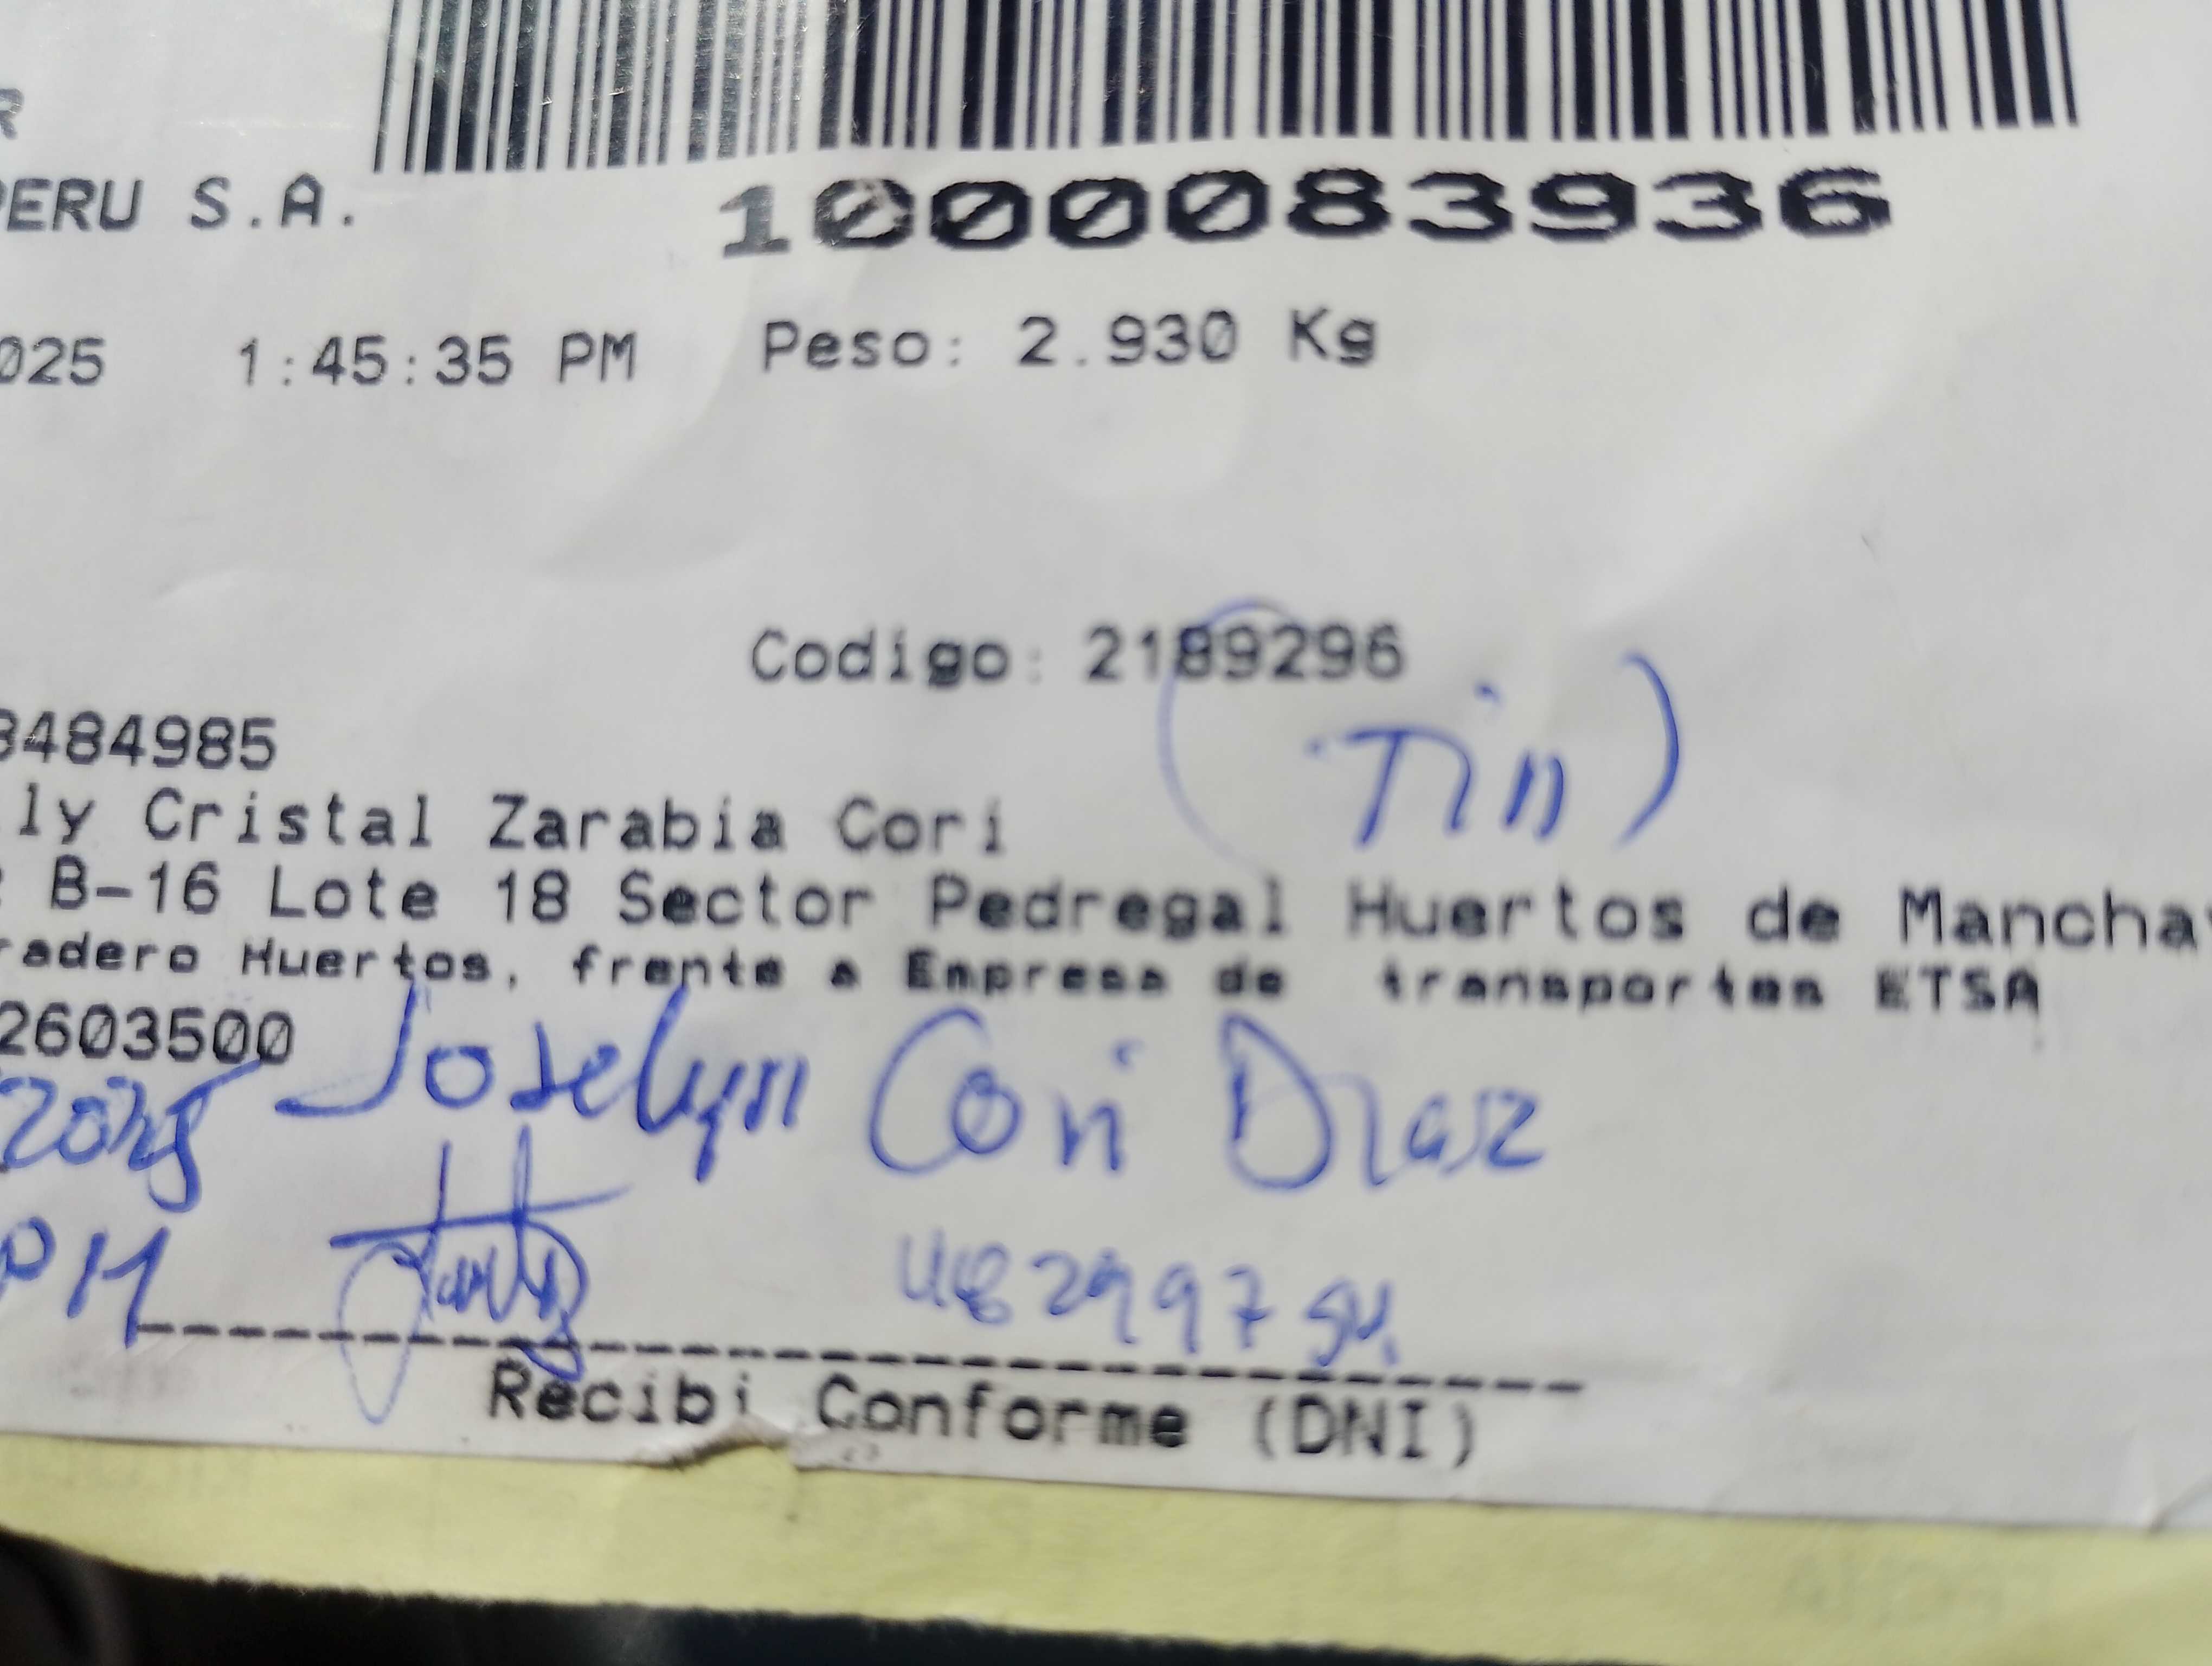 R
PERU S.A.
1000083936
025 1:45:35 PM Peso: 2.930 Kg
Codigo: 2189296
(Tin)
3484985
ly Cristal Zarabia Cori
B-16 Lote 18 Sector Pedregal Huertos de Mancha
radero Huertos, frente a Empresa de transportes ETSA
2603500
2025 Joselyn Cori Diaz
PM 48299754
Recibi Conforme (DNI)